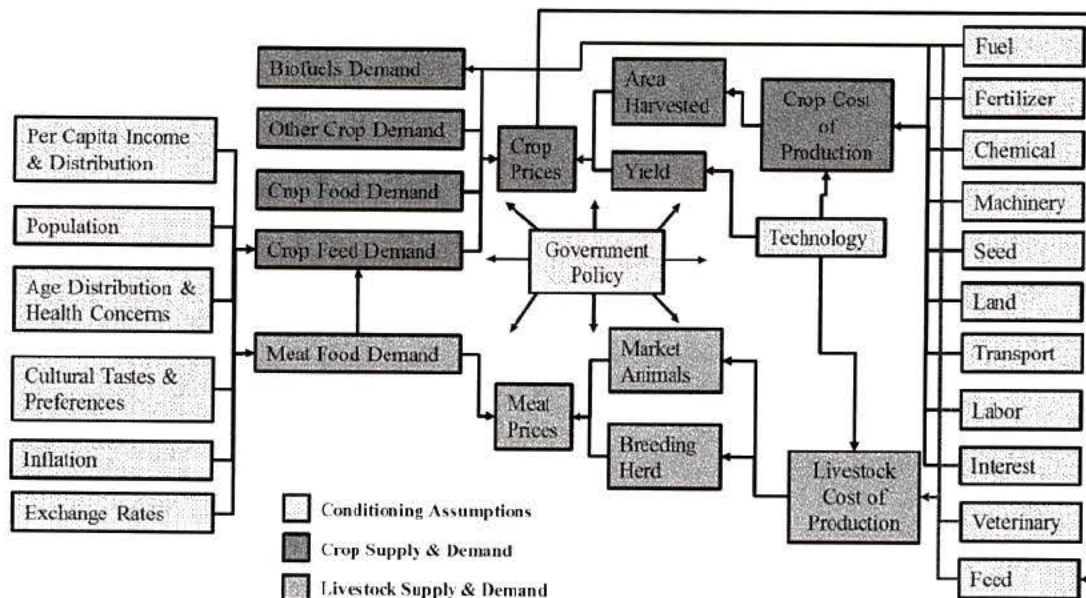 Per Capita Income
& Distribution
Population
Age Distribution &
Health Concerns
Cultural Tastes &
Preferences
Inflation
Exchange Rates
Biofuels Demand
Other Crop Demand
Crop Food Demand
Crop Feed Demand
Meat Food Demand
Crop
Prices
Area
Harvested
Yield
Government
Policy
Meat
Prices
Market
Animals
Breeding
Herd
Crop Cost
of
Production
Technology
Livestock
Cost of
Production
Fuel
Fertilizer
Chemical
Machinery
Seed
Land
Transport
Labor
Interest
Veterinary
Feed
Conditioning Assumptions
Crop Supply & Demand
Livestock Supply & Demand